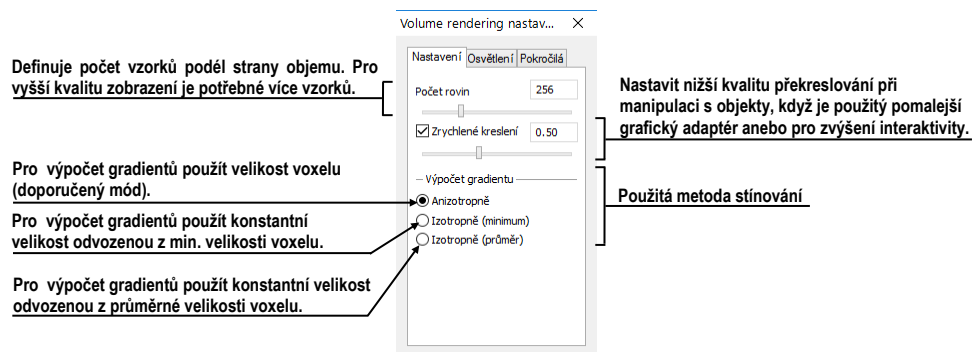 Volume rendering nastav...
Nastavení Osvětlení Pokročilá
Definuje počet vzorků podél strany objemu. Pro
vyšší kvalitu zobrazení je potřebné více vzorků.
Počet rovin 256
Zrychlené kreslení 0.50
Nastavit nižší kvalitu překreslování při
manipulaci s objekty, když je použitý pomalejší
grafický adaptér anebo pro zvýšení interaktivity.
Pro výpočet gradientů použít velikost voxelu
(doporučený mód).
Výpočet gradientu
Anizotropně
Použitá metoda stínování
Pro výpočet gradientů použít konstantní
velikost odvozenou z min. velikosti voxelu.
Izotropně (minimum)
Izotropně (průměr)
Pro výpočet gradientů použít konstantní velikost
odvozenou z průměrné velikosti voxelu.